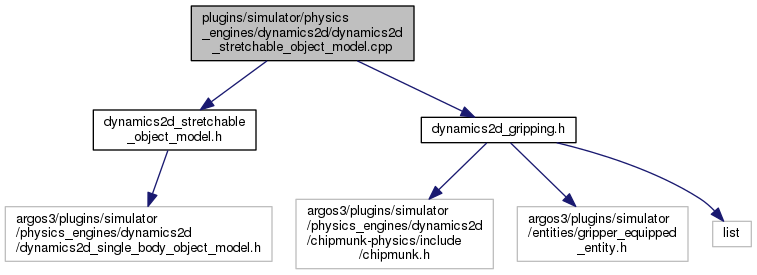 plugins/simulator/physics
_engines/dynamics2d/dynamics2d
_stretchable_object_model.cpp
dynamics2d_stretchable
_object_model.h
dynamics2d_gripping.h
argos3/plugins/simulator
/physics_engines/dynamics2d
/dynamics2d_single_body_object_model.h
argos3/plugins/simulator
/physics_engines/dynamics2d
/chipmunk-physics/include
/chipmunk.h
argos3/plugins/simulator
/entities/gripper_equipped
_entity.h
list